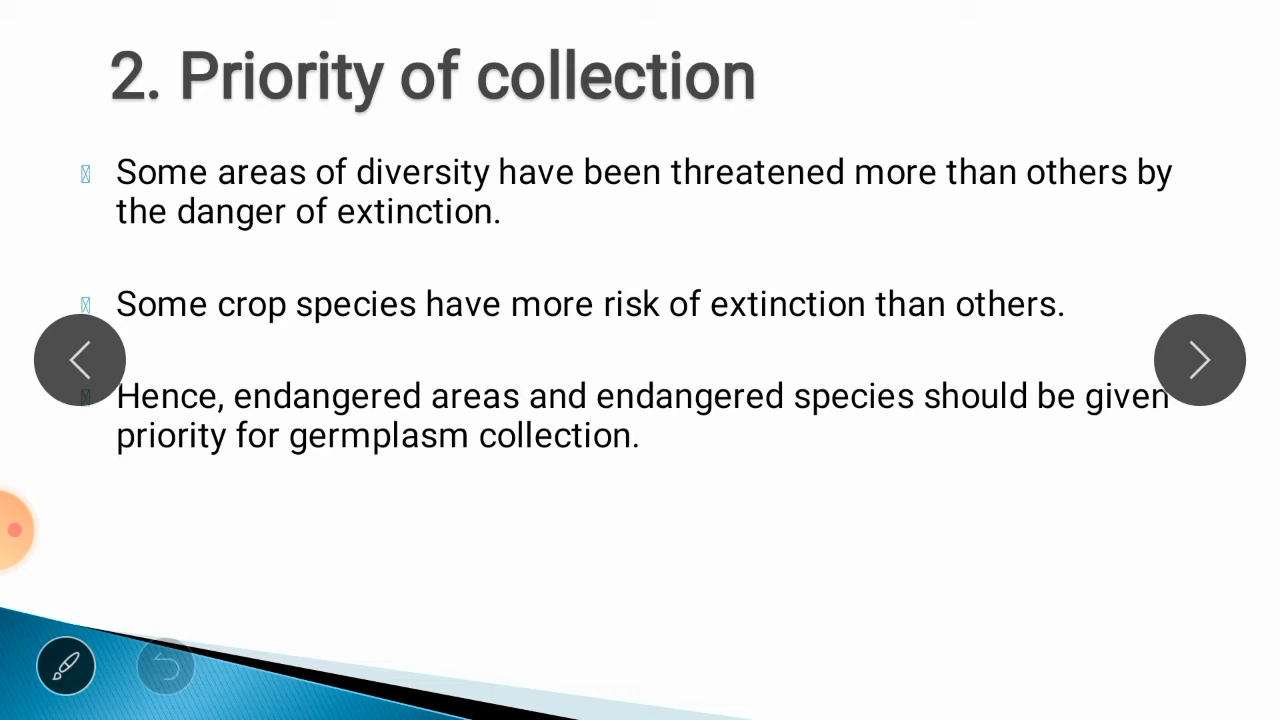 2. Priority of collection
Some areas of diversity have been threatened more than others by
the danger of extinction.
Some crop species have more risk of extinction than others.
Hence, endangered areas and endangered species should be given
priority for germplasm collection.